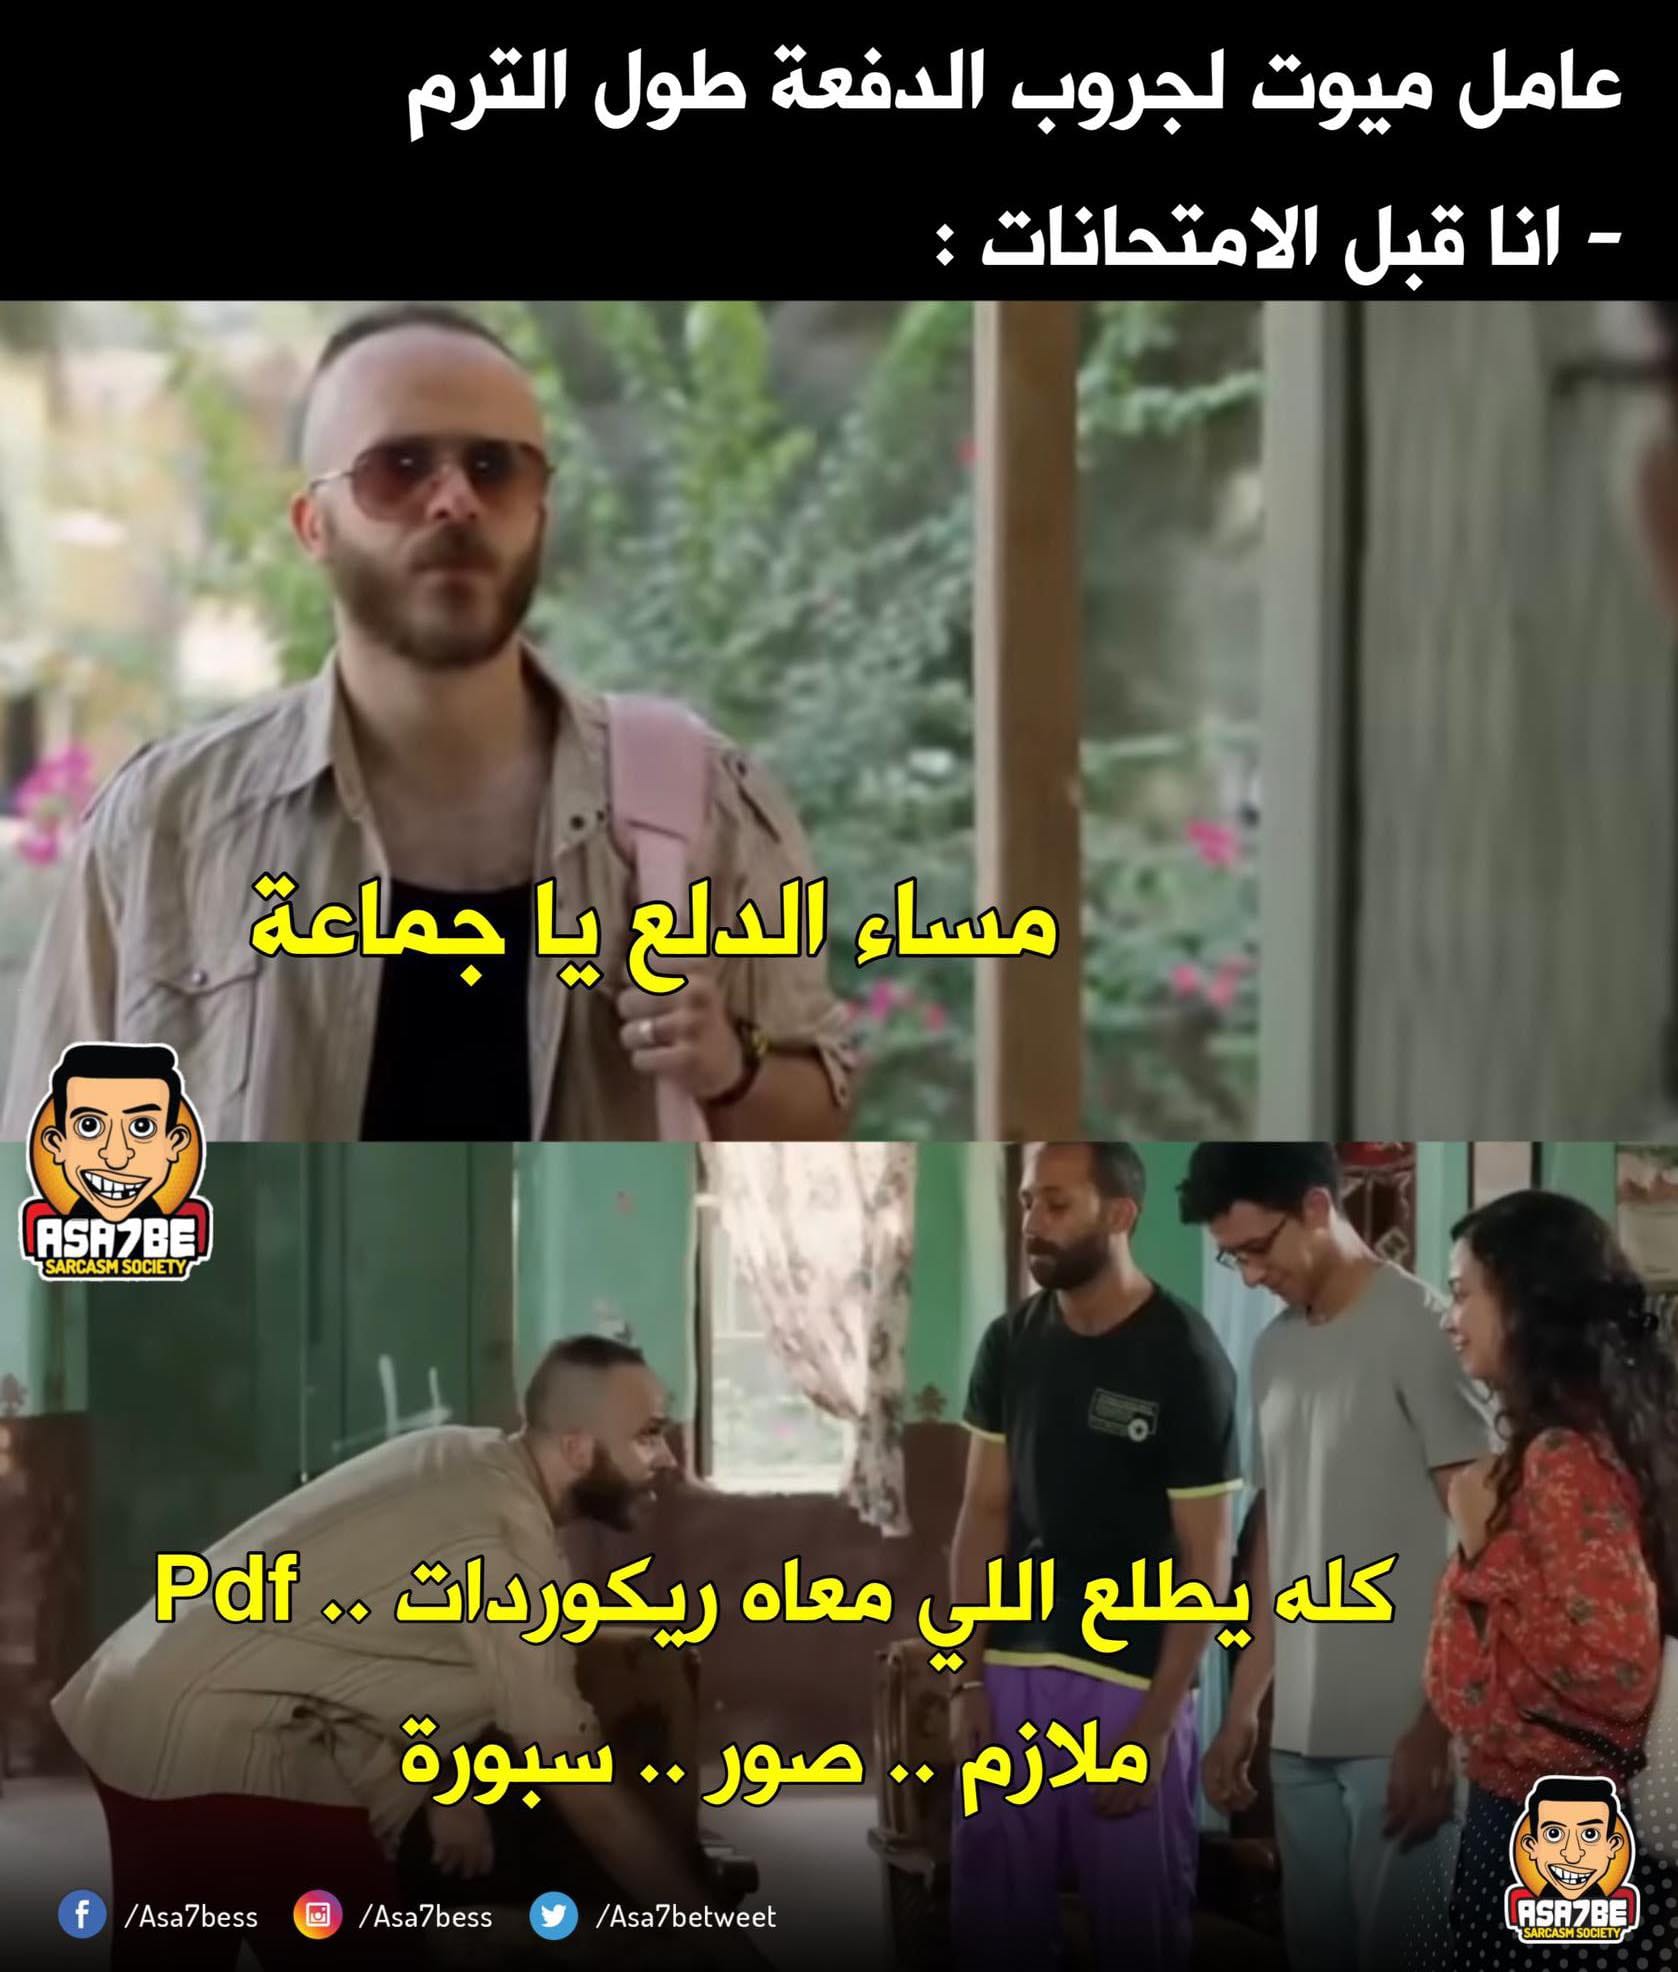 عامل ميوت لجروب الدفعة طول الترم
- انا قبل الامتحانات :
مساء الدلع يا جماعة
ASA7BE
SARCASM SOCIETY
كله يطلع اللي معاه ريكوردات .. Pdf
ملازم .. صور .. سبورة
/Asa7bess /Asa7bess /Asa7betweet
ASA7BE
SARCASM SOCIETY